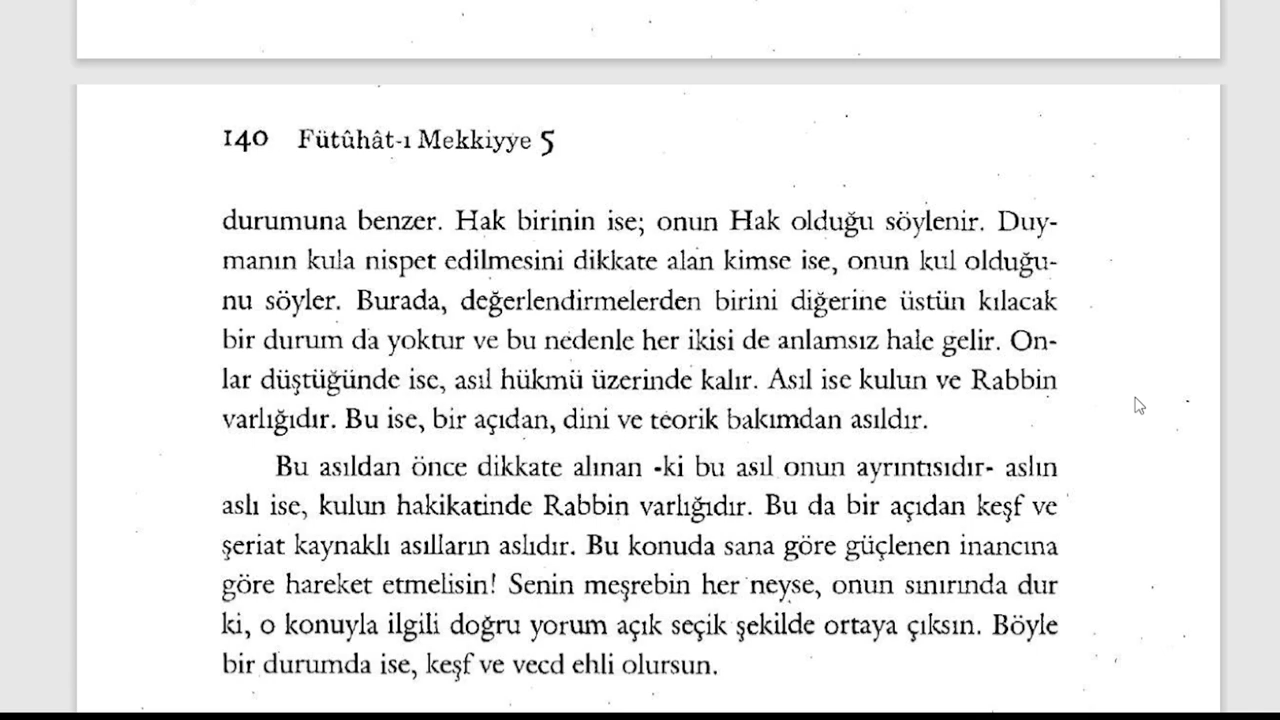 140 Fütûhât-ı Mekkiyye 5
durumuna benzer. Hak birinin ise; onun Hak olduğu söylenir. Duy-
manın kula nispet edilmesini dikkate alan kimse ise, onun kul olduğu-
nu söyler. Burada, değerlendirmelerden birini diğerine üstün kılacak
bir durum da yoktur ve bu nedenle her ikisi de anlamsız hale gelir. On-
lar düştüğünde ise, asıl hükmü üzerinde kalır. Asıl ise kulun ve Rabbin
varlığıdır. Bu ise, bir açıdan, dini ve teorik bakımdan asıldır.
Bu asıldan önce dikkate alınan -ki bu asıl onun ayrıntısıdır- aslın
aslı ise, kulun hakikatinde Rabbin varlığıdır. Bu da bir açıdan keşf ve
şeriat kaynaklı asılların aslıdır. Bu konuda sana göre güçlenen inancına
göre hareket etmelisin! Senin meşrebin her neyse, onun sınırında dur
ki, o konuyla ilgili doğru yorum açık seçik şekilde ortaya çıksın. Böyle
bir durumda ise, keşf ve vecd ehli olursun.